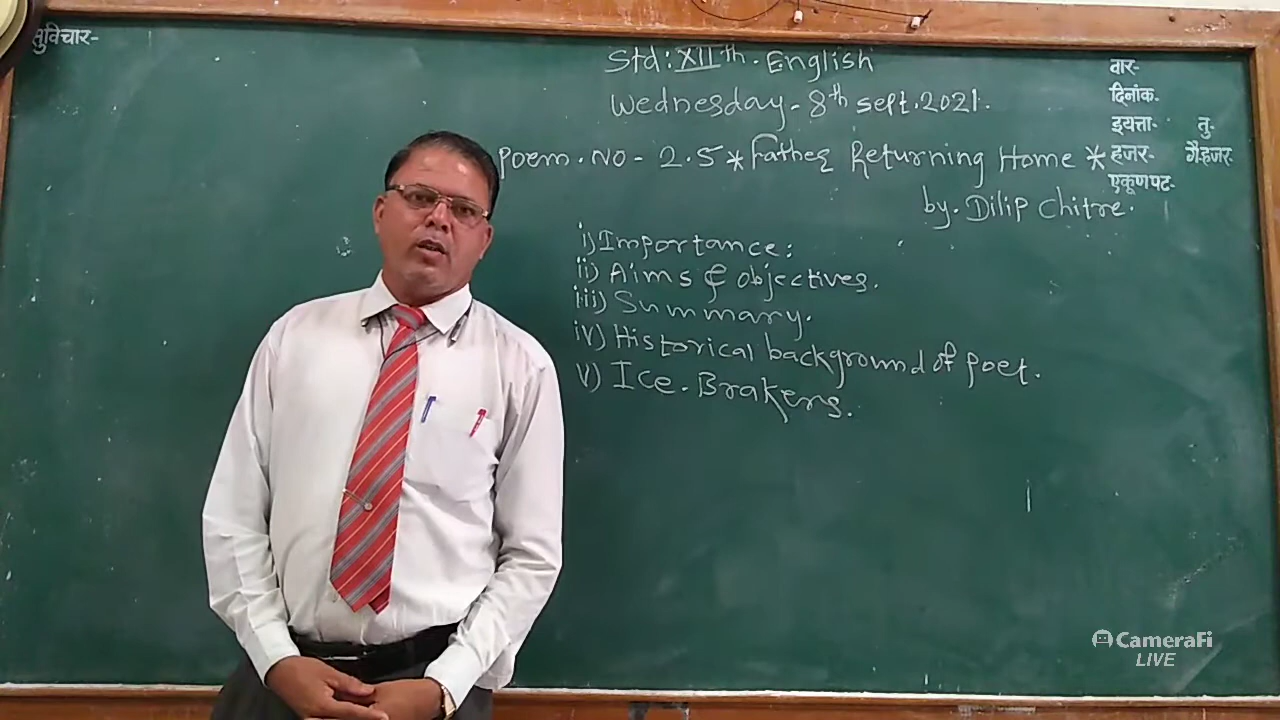 सुविचार-
Std: XIIth. English
Wednesday - 8th Sept. 2021.
Poem. No - 2.5 * Father Returning Home *
by. Dilip Chitre.
i) Importance:
ii) Aims & objectives.
iii) Summary.
iv) Historical background of poet.
v) Ice. Brakers.
वार-
दिनांक-
इयत्ता- तु-
हजर- गैरहजर-
एकूणपट-
CameraFi
LIVE